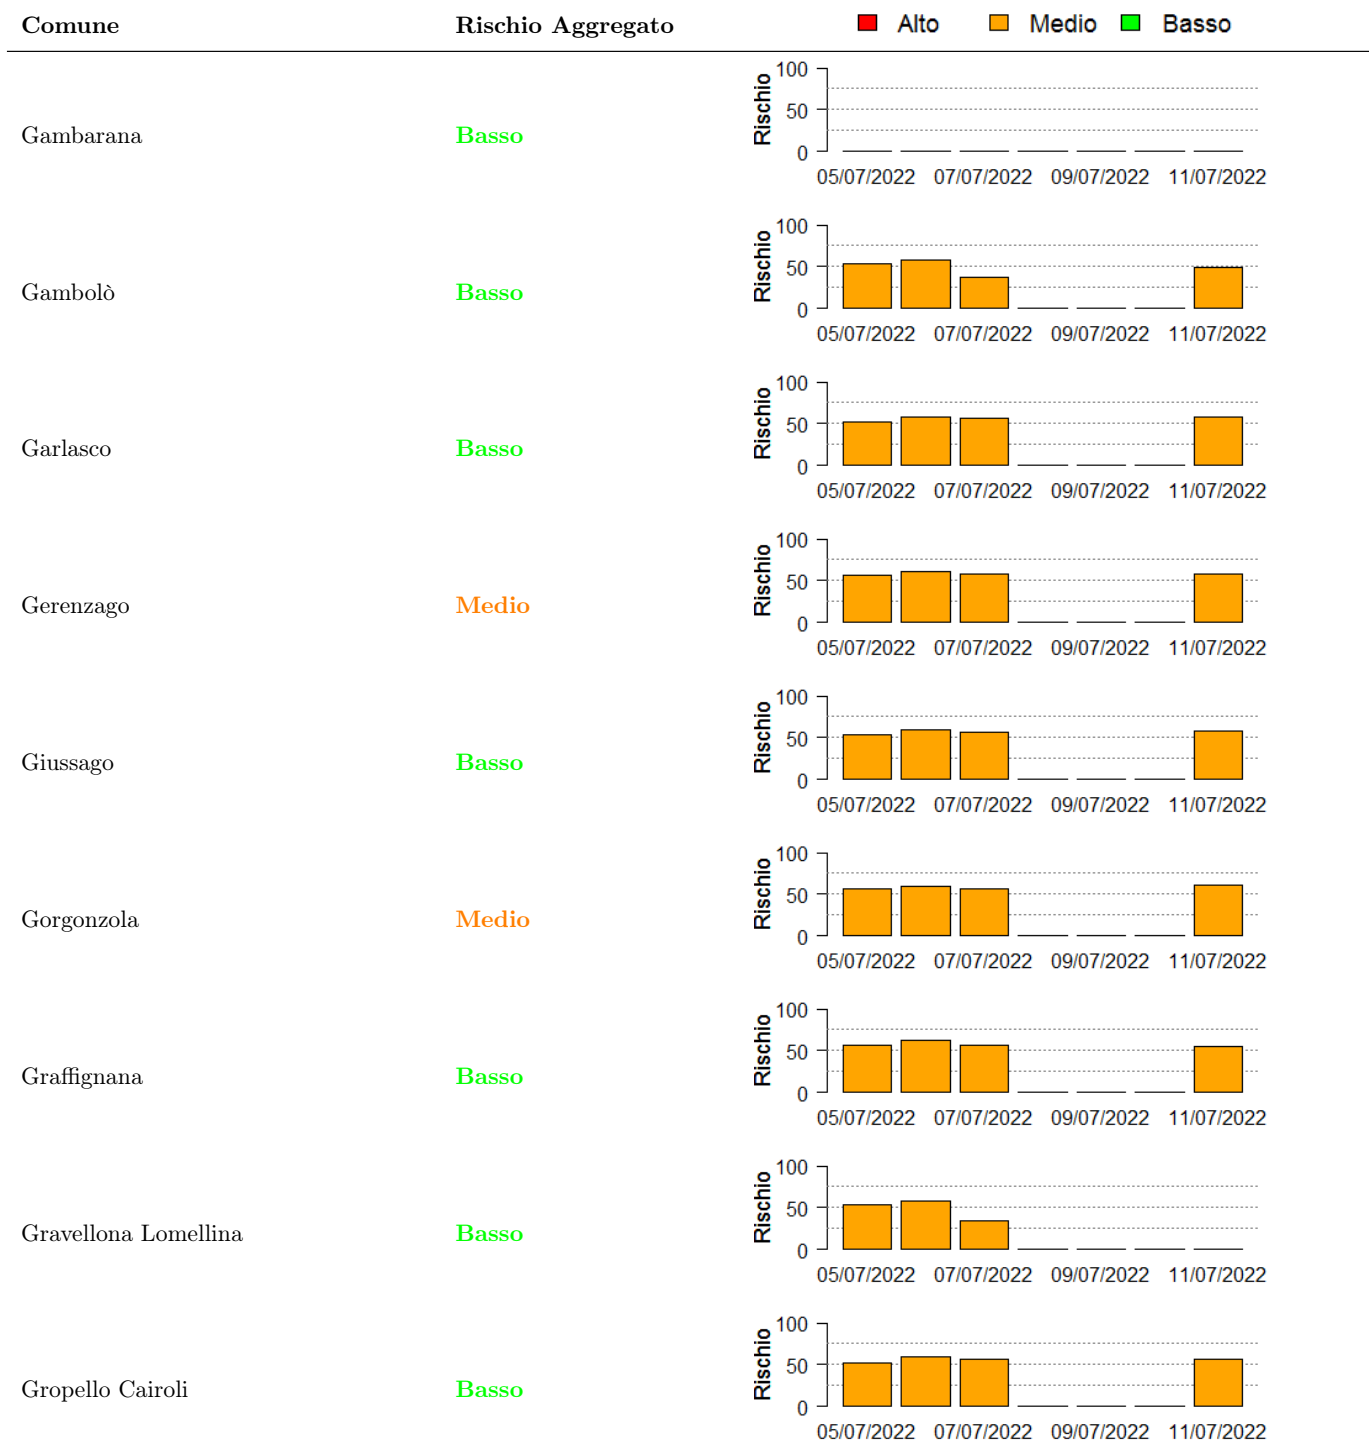 Comune Rischio Aggregato Alto Medio Basso
Gambarana Basso
Rischio
100
50
0
05/07/2022 07/07/2022 09/07/2022 11/07/2022
Gambolò Basso
Rischio
100
50
0
05/07/2022 07/07/2022 09/07/2022 11/07/2022
Garlasco Basso
Rischio
100
50
0
05/07/2022 07/07/2022 09/07/2022 11/07/2022
Gerenzago Medio
Rischio
100
50
0
05/07/2022 07/07/2022 09/07/2022 11/07/2022
Giussago Basso
Rischio
100
50
0
05/07/2022 07/07/2022 09/07/2022 11/07/2022
Gorgonzola Medio
Rischio
100
50
0
05/07/2022 07/07/2022 09/07/2022 11/07/2022
Graffignana Basso
Rischio
100
50
0
05/07/2022 07/07/2022 09/07/2022 11/07/2022
Gravellona Lomellina Basso
Rischio
100
50
0
05/07/2022 07/07/2022 09/07/2022 11/07/2022
Gropello Cairoli Basso
Rischio
100
50
0
05/07/2022 07/07/2022 09/07/2022 11/07/2022